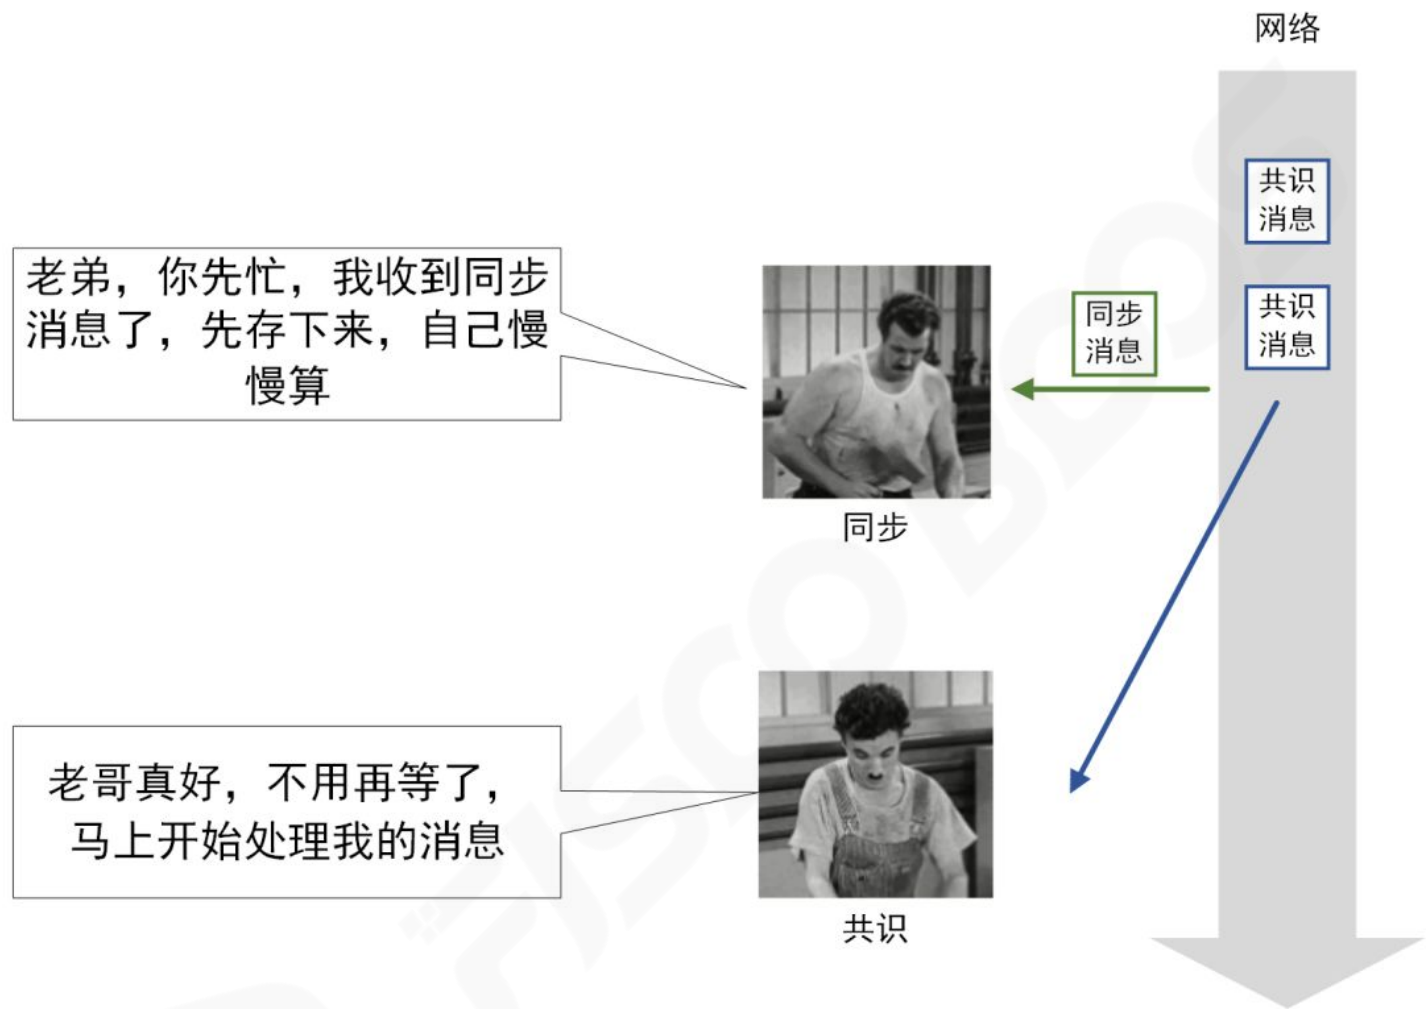 网络
共识
消息
共识
消息
同步
消息
老弟，你先忙，我收到同步
消息了，先存下来，自己慢
慢算
同步
老哥真好，不用再等了，
马上开始处理我的消息
共识
FISCO BCOS